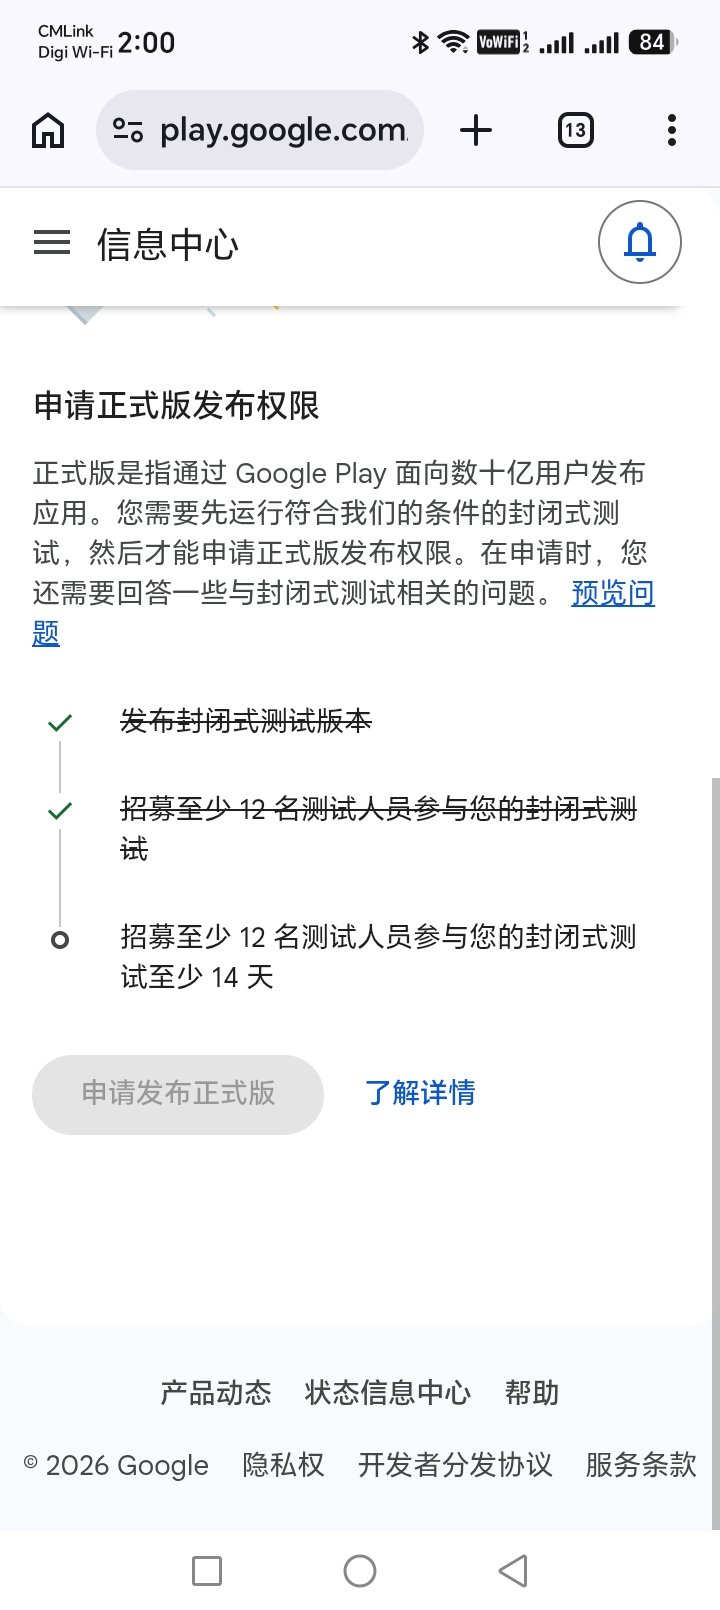 CMLink
Digi Wi-Fi
2:00
VoWiFi 1 2
84
play.google.com
13
信息中心
申请正式版发布权限
正式版是指通过 Google Play 面向数十亿用户发布
应用。您需要先运行符合我们的条件的封闭式测
试，然后才能申请正式版发布权限。在申请时，您
还需要回答一些与封闭式测试相关的问题。 预览问
题
发布封闭式测试版本
招募至少 12 名测试人员参与您的封闭式测
试
招募至少 12 名测试人员参与您的封闭式测
试至少 14 天
申请发布正式版 了解详情
产品动态 状态信息中心 帮助
© 2026 Google 隐私权 开发者分发协议 服务条款